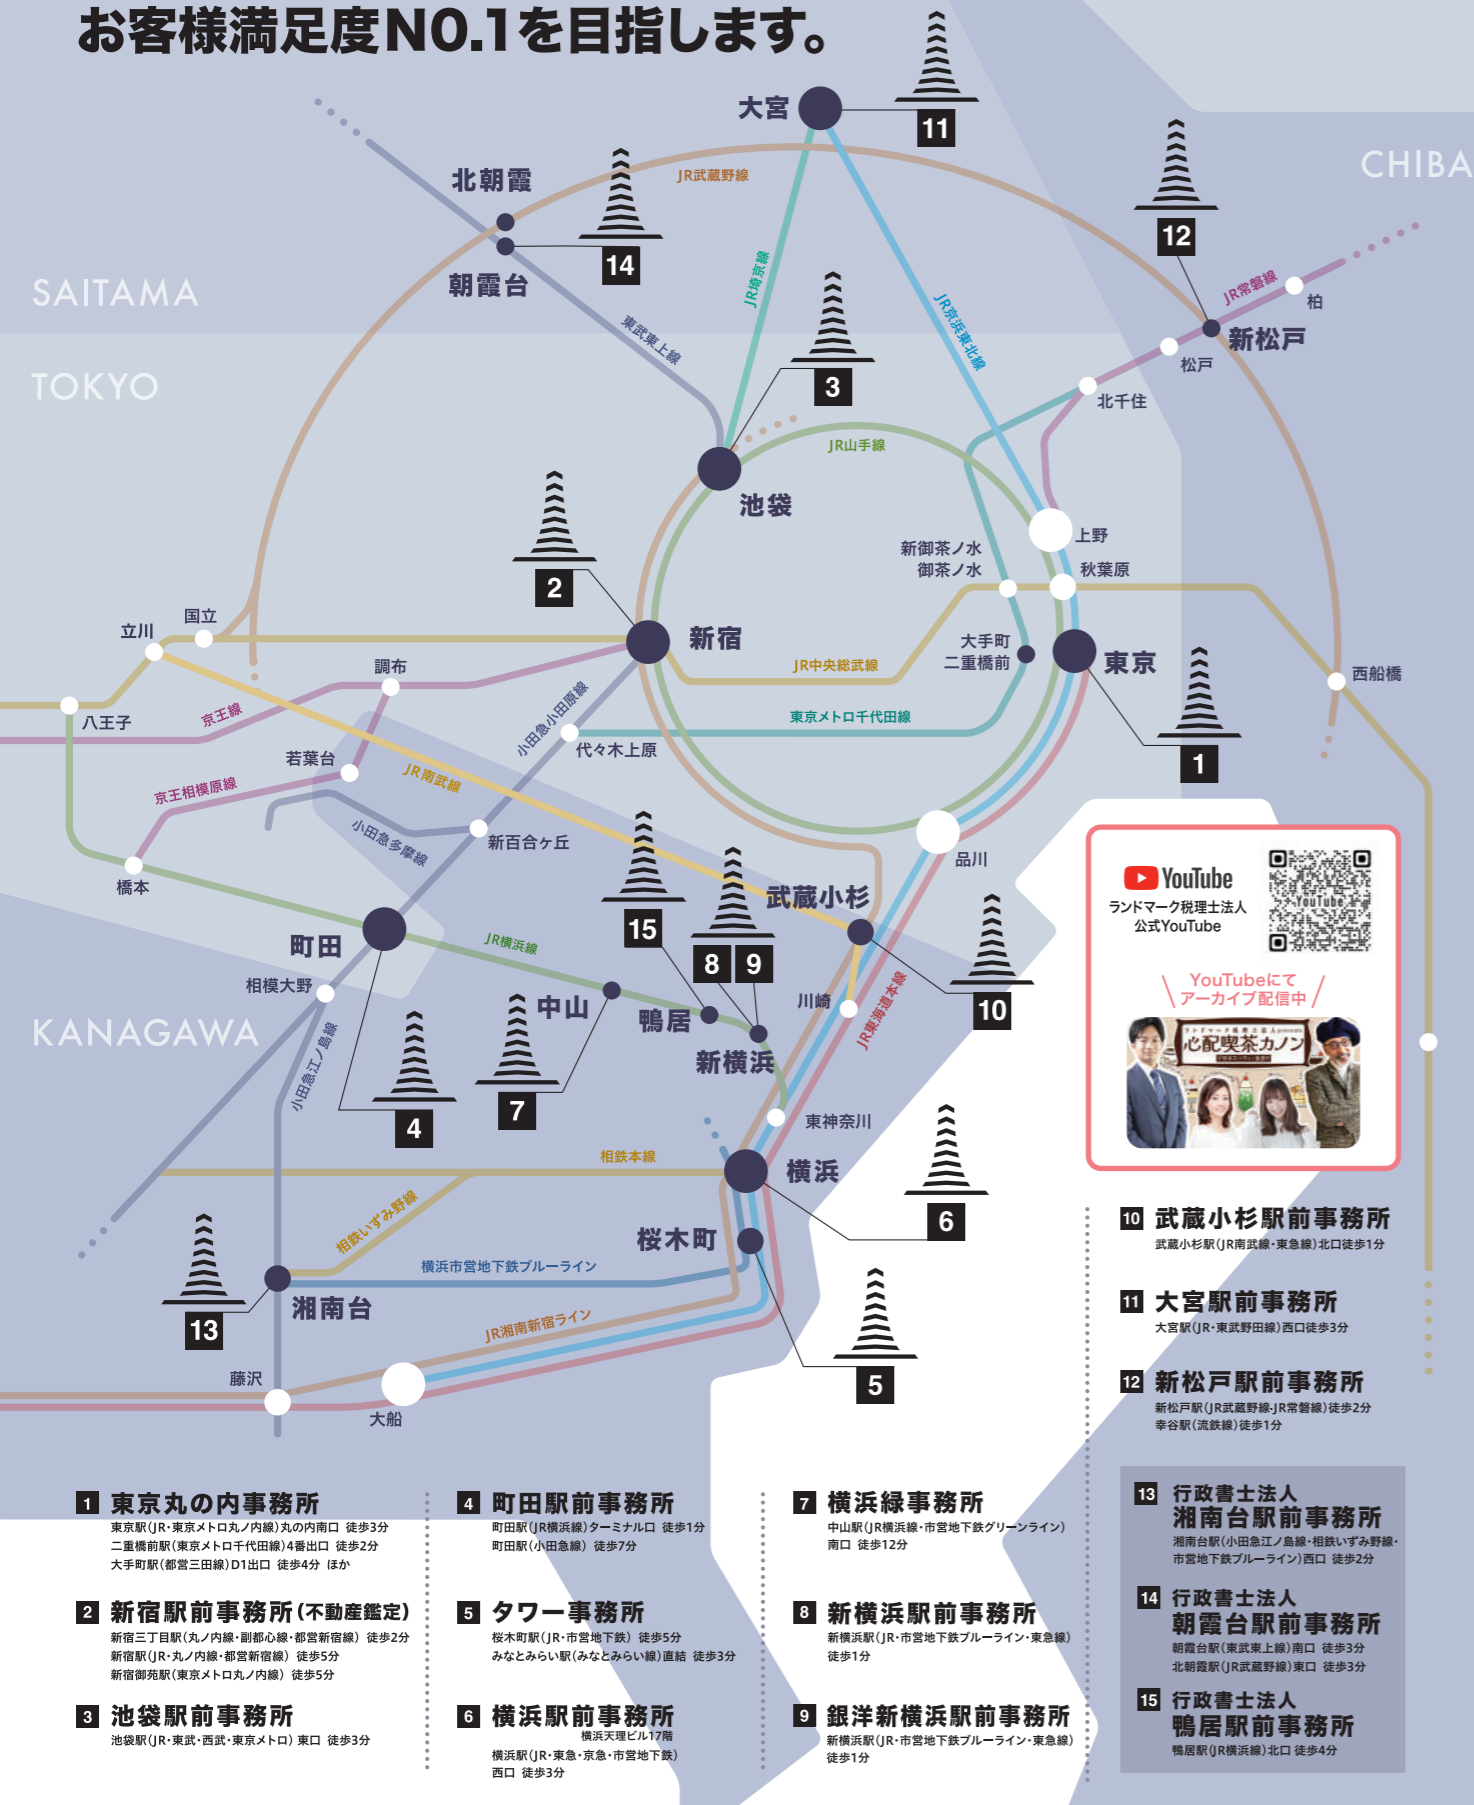 お客様満足度NO.1を目指します。
大宮
11
CHIBA
12
北朝霞
JR武蔵野線
14
朝霞台
SAITAMA
JR埼京線
JR京浜東北線
JR常磐線
柏
新松戸
松戸
東武東上線
3
TOKYO
北千住
JR山手線
池袋
2
上野
新御茶ノ水
御茶ノ水
秋葉原
国立
立川
新宿
大手町
二重橋前
東京
調布
JR中央総武線
西船橋
八王子
京王線
小田急小田原線
東京メトロ千代田線
代々木上原
1
若葉台
JR南武線
京王相模原線
小田急多摩線
新百合ヶ丘
品川
橋本
武蔵小杉
15
8
9
町田
JR横浜線
相模大野
中山
鴨居
川崎
10
JR東海道本線
KANAGAWA
新横浜
小田急江ノ島線
4
7
東神奈川
相鉄本線
横浜
6
相鉄いずみ野線
桜木町
横浜市営地下鉄ブルーライン
湘南台
13
JR湘南新宿ライン
藤沢
大船
5
YouTube
ランドマーク税理士法人
公式YouTube
YouTube
YouTubeにて
アーカイブ配信中
ランドマーク税理士法人presents
心配喫茶カノン
1 東京丸の内事務所
東京駅(JR・東京メトロ丸ノ内線)丸の内南口 徒歩3分
二重橋前駅(東京メトロ千代田線)4番出口 徒歩2分
大手町駅(都営三田線)D1出口 徒歩4分 ほか
2 新宿駅前事務所(不動産鑑定)
新宿三丁目駅(丸ノ内線・副都心線・都営新宿線) 徒歩2分
新宿駅(JR・丸ノ内線・都営新宿線) 徒歩5分
新宿御苑駅(東京メトロ丸ノ内線) 徒歩5分
3 池袋駅前事務所
池袋駅(JR・東武・西武・東京メトロ) 東口 徒歩3分
4 町田駅前事務所
町田駅(JR横浜線)ターミナル口 徒歩1分
町田駅(小田急線) 徒歩7分
5 タワー事務所
桜木町駅(JR・市営地下鉄) 徒歩5分
みなとみらい駅(みなとみらい線)直結 徒歩3分
6 横浜駅前事務所
横浜天理ビル17階
横浜駅(JR・東急・京急・市営地下鉄)
西口 徒歩3分
7 横浜緑事務所
中山駅(JR横浜線・市営地下鉄グリーンライン)
南口 徒歩12分
8 新横浜駅前事務所
新横浜駅(JR・市営地下鉄ブルーライン・東急線)
徒歩1分
9 銀洋新横浜駅前事務所
新横浜駅(JR・市営地下鉄ブルーライン・東急線)
徒歩1分
10 武蔵小杉駅前事務所
武蔵小杉駅(JR南武線・東急線)北口徒歩1分
11 大宮駅前事務所
大宮駅(JR・東武野田線)西口徒歩3分
12 新松戸駅前事務所
新松戸駅(JR武蔵野線・JR常磐線)徒歩2分
幸谷駅(流鉄線)徒歩1分
13 行政書士法人
湘南台駅前事務所
湘南台駅(小田急江ノ島線・相鉄いずみ野線・
市営地下鉄ブルーライン)西口 徒歩2分
14 行政書士法人
朝霞台駅前事務所
朝霞台駅(東武東上線)南口 徒歩3分
北朝霞駅(JR武蔵野線)東口 徒歩3分
15 行政書士法人
鴨居駅前事務所
鴨居駅(JR横浜線)北口 徒歩4分